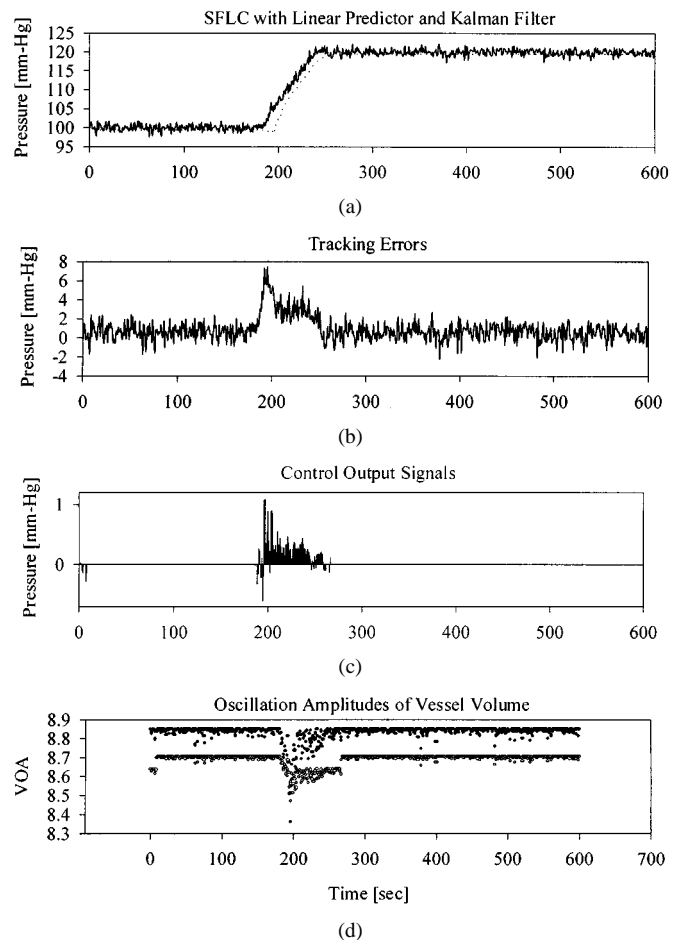 SFLC with Linear Predictor and Kalman Filter
Pressure [mm-Hg]
125
120
115
110
105
100
95
0 100 200 300 400 500 600
(a)
Tracking Errors
Pressure [mm-Hg]
8
6
4
2
0
-2
-4
0 100 200 300 400 500 600
(b)
Control Output Signals
Pressure [mm-Hg]
1
0
0 100 200 300 400 500 600
(c)
Oscillation Amplitudes of Vessel Volume
VOA
8.9
8.8
8.7
8.6
8.5
8.4
8.3
0 100 200 300 400 500 600 700
Time [sec]
(d)